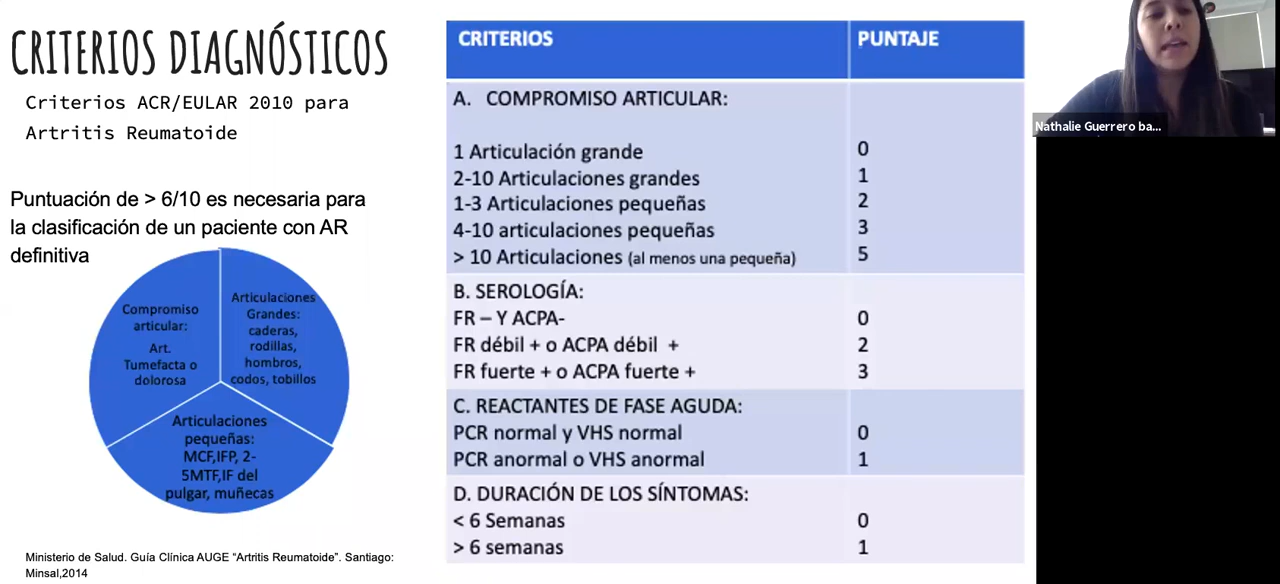 CRITERIOS DIAGNÓSTICOS
Criterios ACR/EULAR 2010 para
Artritis Reumatoide
Puntuación de > 6/10 es necesaria para
la clasificación de un paciente con AR
definitiva
Compromiso
articular:
Art.
Tumefacta o
dolorosa
Articulaciones
Grandes:
caderas,
rodillas,
hombros,
codos, tobillos
Articulaciones
pequeñas:
MCF,IFP, 2-
5MTF,IF del
pulgar, muñecas
Ministerio de Salud. Guía Clínica AUGE “Artritis Reumatoide”. Santiago:
Minsal,2014
CRITERIOS PUNTAJE
A. COMPROMISO ARTICULAR:
1 Articulación grande 0
2-10 Articulaciones grandes 1
1-3 Articulaciones pequeñas 2
4-10 articulaciones pequeñas 3
> 10 Articulaciones (al menos una pequeña) 5
B. SEROLOGÍA:
FR – Y ACPA- 0
FR débil + o ACPA débil + 2
FR fuerte + o ACPA fuerte + 3
C. REACTANTES DE FASE AGUDA:
PCR normal y VHS normal 0
PCR anormal o VHS anormal 1
D. DURACIÓN DE LOS SÍNTOMAS:
< 6 Semanas 0
> 6 semanas 1
Nathalie Guerrero ba...